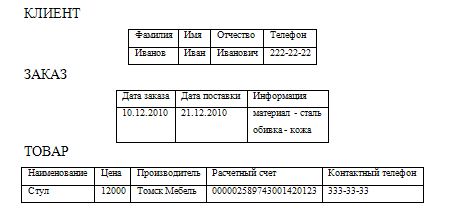 КЛИЕНТ
Фамилия Имя Отчество Телефон
Иванов Иван Иванович 222-22-22
ЗАКАЗ
Дата заказа Дата поставки Информация
10.12.2010 21.12.2010 материал - сталь
обивка - кожа
ТОВАР
Наименование Цена Производитель Расчетный счет Контактный телефон
Стул 12000 Томск Мебель 000002589743001420123 333-33-33